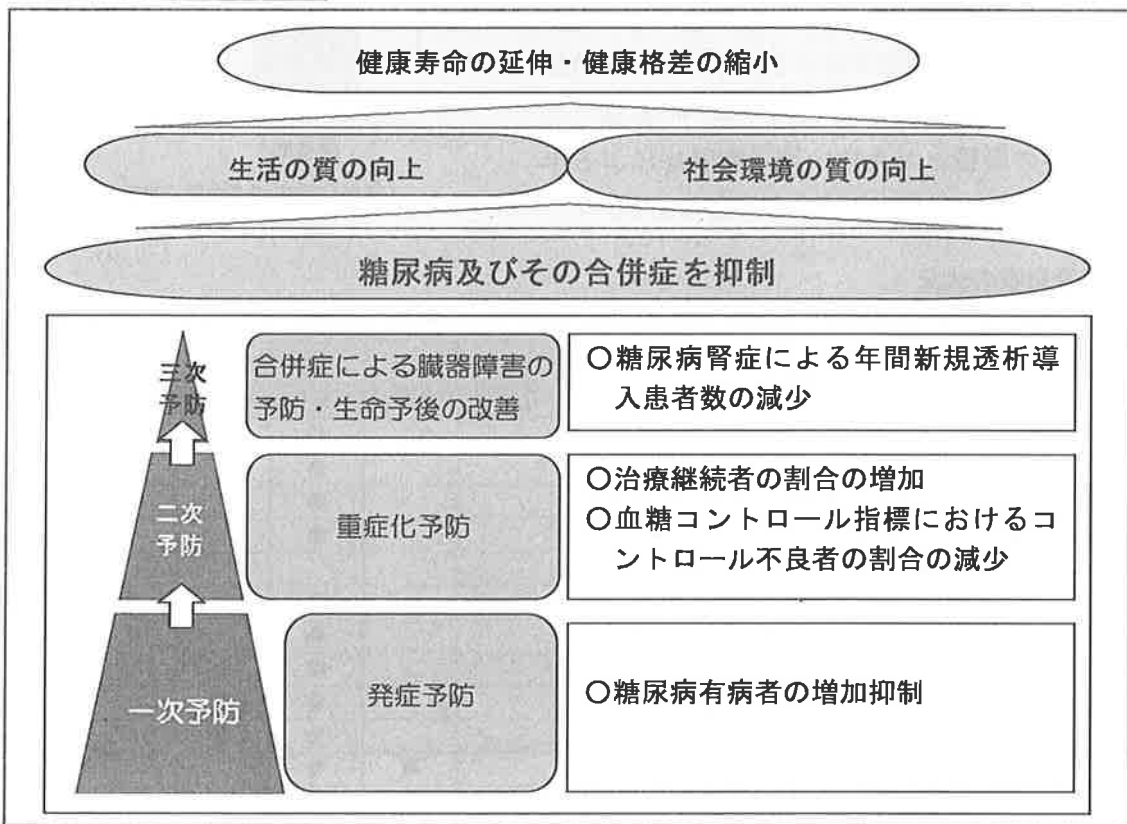 健康寿命の延伸・健康格差の縮小
生活の質の向上
社会環境の質の向上
糖尿病及びその合併症を抑制
三次
予防
合併症による臓器障害の
予防・生命予後の改善
○糖尿病腎症による年間新規透析導
入患者数の減少
二次
予防
重症化予防
○治療継続者の割合の増加
○血糖コントロール指標におけるコ
ントロール不良者の割合の減少
一次予防
発症予防
○糖尿病有病者の増加抑制